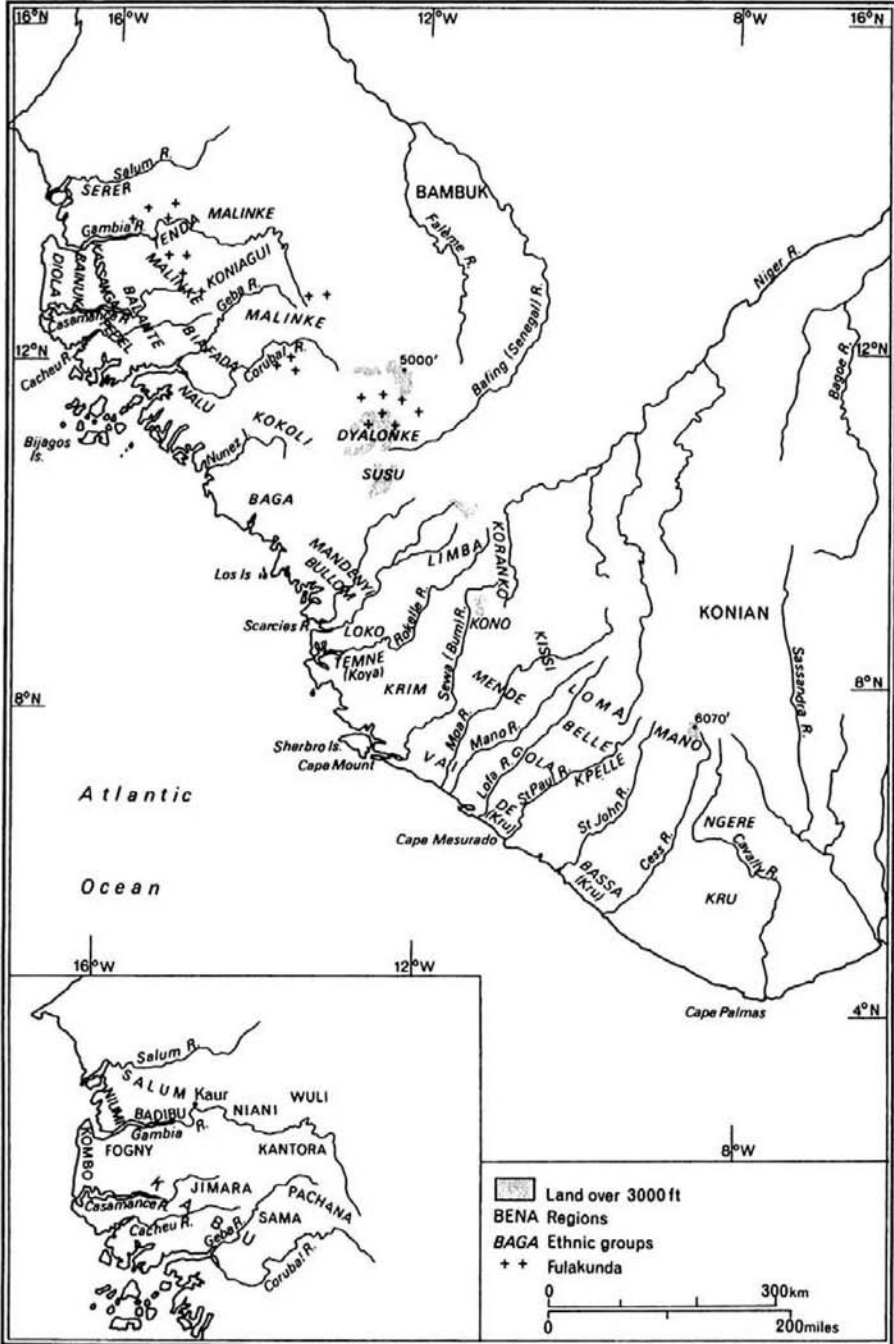 16°N
16°W
12°W
8°W
16°N
Salum R.
SERER
MALINKE
BAMBUK
Gambia R.
TENDA
Falème R.
Niger R.
DIOLA
BAINUK
KASSANGA
MALINKE
KONIAGUI
BALANTE
Geba R.
MALINKE
Casamance R.
Bafing (Senegal) R.
12°N
5000'
12°N
Cacheu R.
BIAFADA
Corubal R.
Bagoe R.
NALU
KOKOLI
DYALONKE
Bijagos
Is.
Nunez
SUSU
BAGA
MANDENYI
BULLOM
LIMBA
KORANKO
Los Is
Scarcies R.
LOKO
Rokelle R.
KONO
KONIAN
TEMNE
(Koya)
Sewa (Bum) R.
KISSI
Sassandra R.
KRIM
MENDE
8°N
8°N
6070'
LOMA
Moa R.
Mano R.
BELLE
MANO
Sherbro Is.
VAI
Cape Mount
Lofa R.
GOLA
St Paul R.
KPELLE
DE
(Kru)
St John R.
Cess R.
NGERE
Cavally R.
Cape Mesurado
BASSA
(Kru)
KRU
Atlantic
Ocean
16°W
12°W
Cape Palmas
4°N
8°W
Salum R.
SALUM
Kaur
WULI
NIUMI
BADIBU
NIANI
Gambia R.
KOMBO
FOGNY
KANTORA
KABU
JIMARA
PACHANA
Casamance R.
Cacheu R.
SAMA
Geba R.
Corubal R.
Land over 3000 ft
BENA Regions
BAGA Ethnic groups
+ + Fulakunda
0 300km
0 200miles